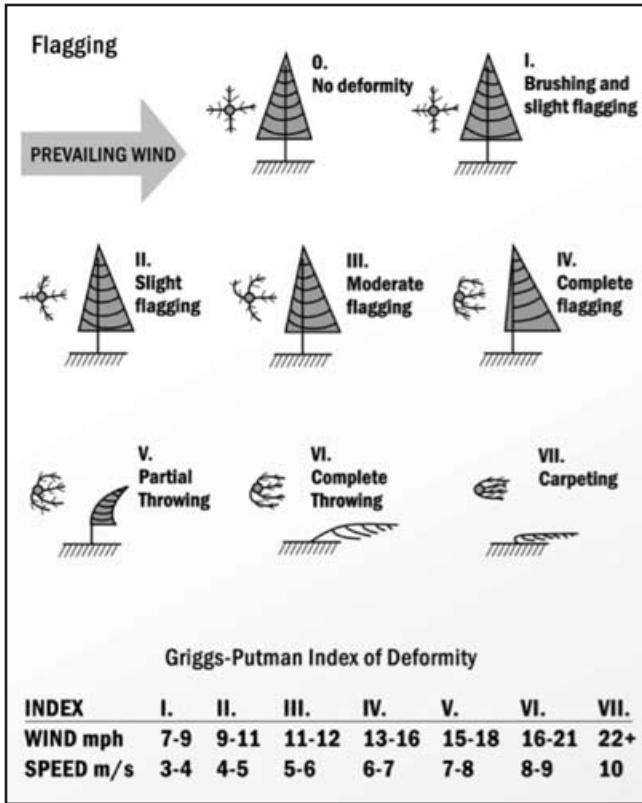 Flagging
PREVAILING WIND
0.
No deformity
I.
Brushing and
slight flagging
II.
Slight
flagging
III.
Moderate
flagging
IV.
Complete
flagging
V.
Partial
Throwing
VI.
Complete
Throwing
VII.
Carpeting
Griggs-Putman Index of Deformity
INDEX I. II. III. IV. V. VI. VII.
WIND mph 7-9 9-11 11-12 13-16 15-18 16-21 22+
SPEED m/s 3-4 4-5 5-6 6-7 7-8 8-9 10